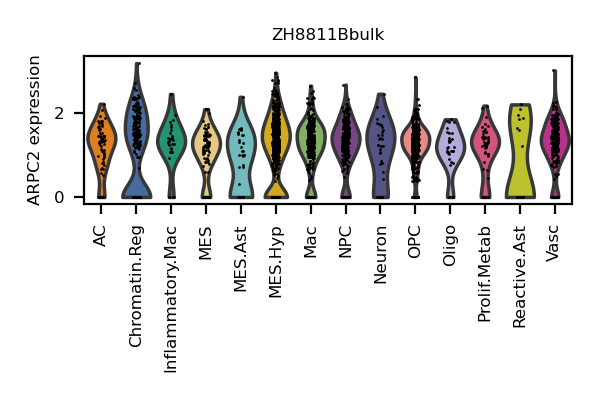 ZH8811Bbulk
ARPC2 expression
2
0
AC
Chromatin.Reg
Inflammatory.Mac
MES
MES.Ast
MES.Hyp
Mac
NPC
Neuron
OPC
Oligo
Prolif.Metab
Reactive.Ast
Vasc